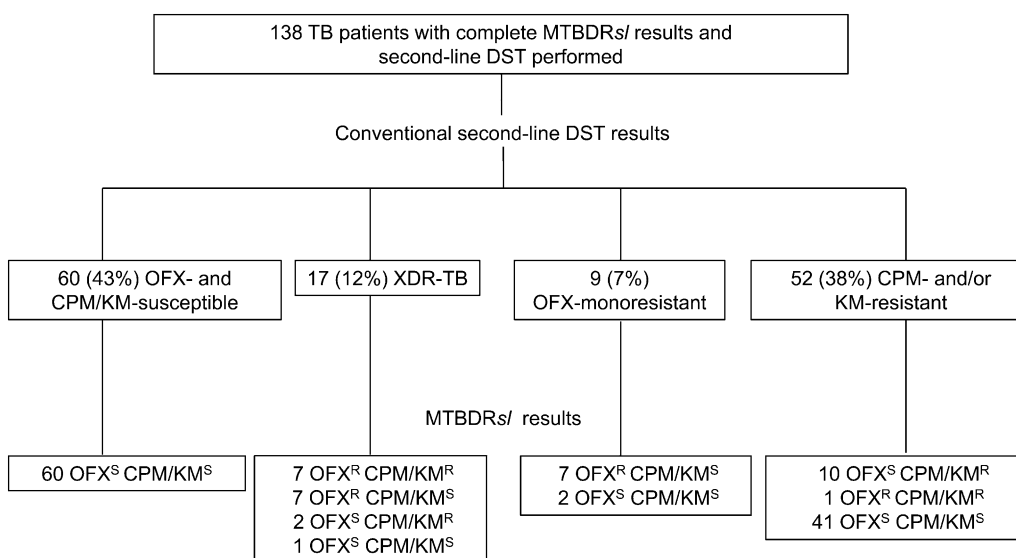 138 TB patients with complete MTBDRsl results and
second-line DST performed
Conventional second-line DST results
60 (43%) OFX- and
CPM/KM-susceptible
17 (12%) XDR-TB
9 (7%)
OFX-monoresistant
52 (38%) CPM- and/or
KM-resistant
MTBDRsl results
60 OFXˢ CPM/KMˢ
7 OFXᴿ CPM/KMᴿ
7 OFXᴿ CPM/KMˢ
2 OFXˢ CPM/KMᴿ
1 OFXˢ CPM/KMˢ
7 OFXᴿ CPM/KMˢ
2 OFXˢ CPM/KMˢ
10 OFXˢ CPM/KMᴿ
1 OFXᴿ CPM/KMᴿ
41 OFXˢ CPM/KMˢ